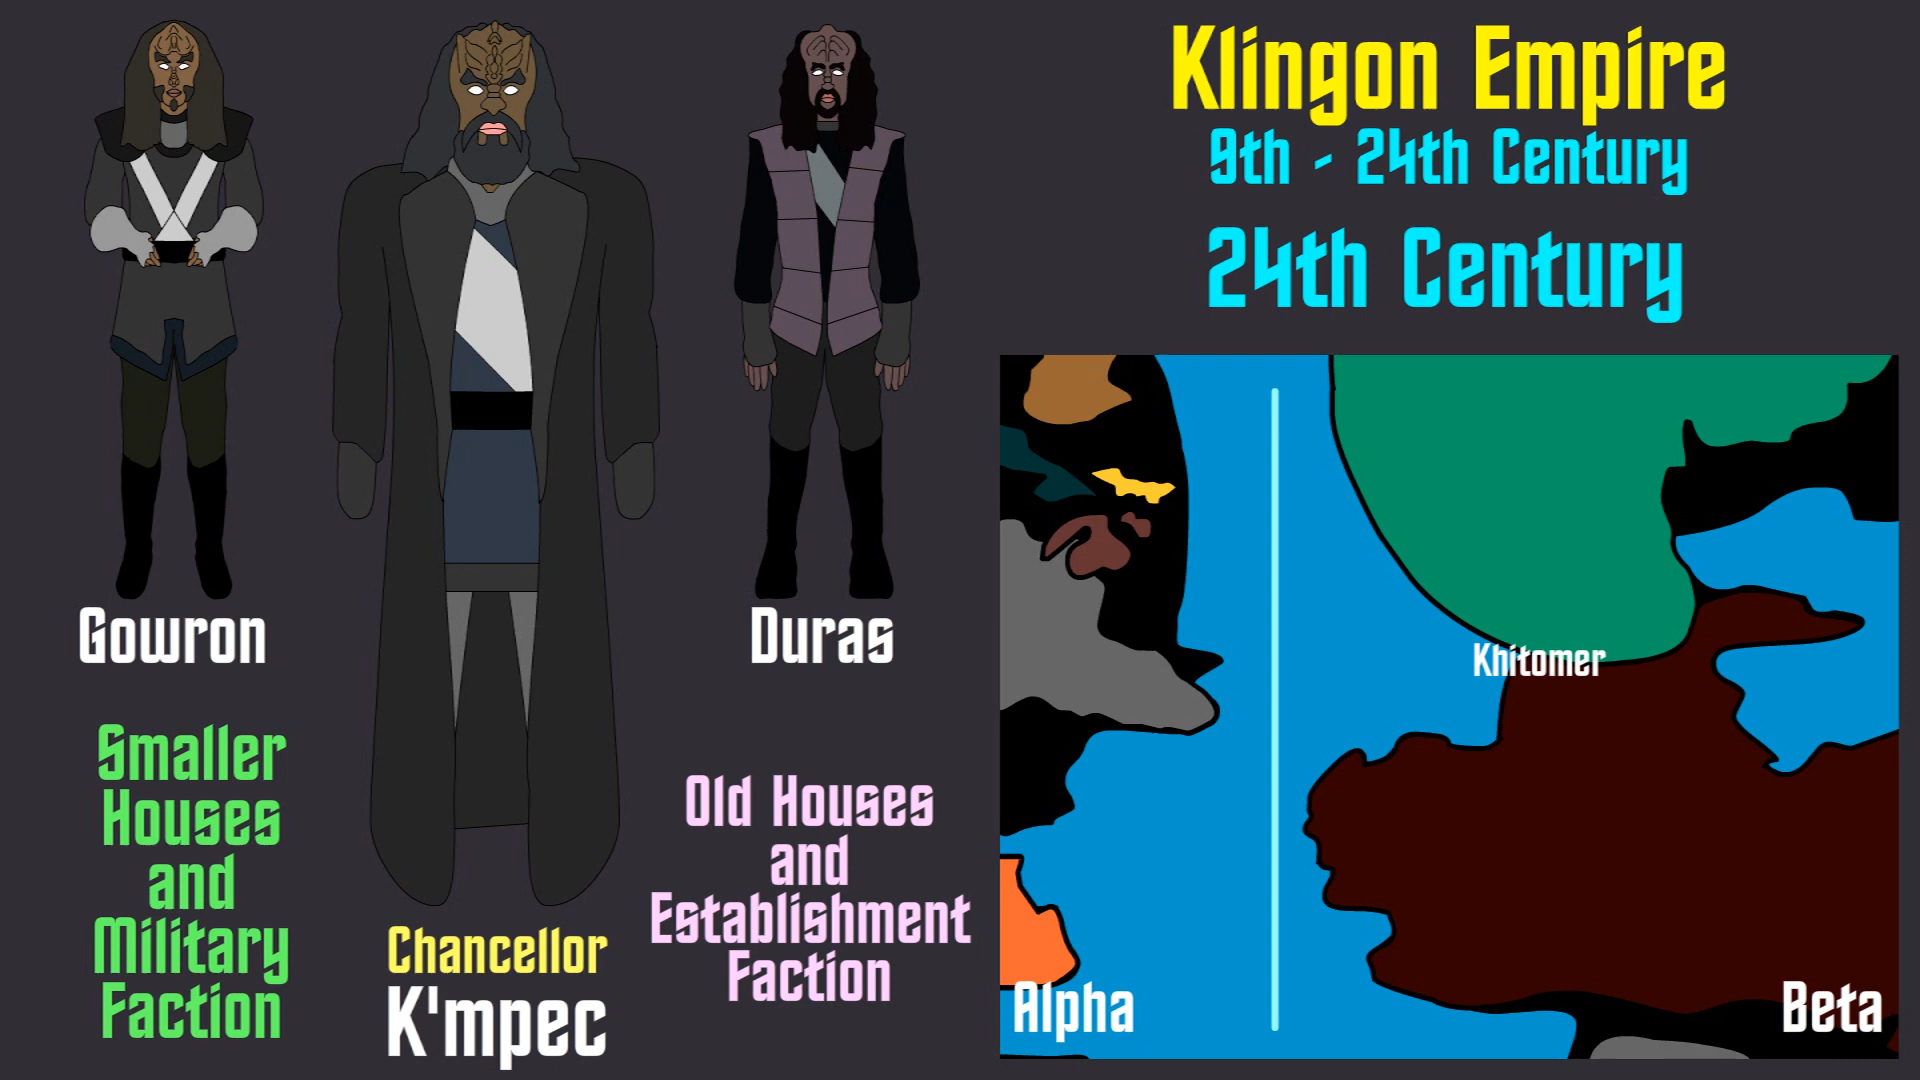 Klingon Empire
9th - 24th Century
24th Century
Gowron
Duras
Smaller
Houses
and
Military
Faction
Chancellor
K'mpec
Old Houses
and
Establishment
Faction
Khitomer
Alpha
Beta